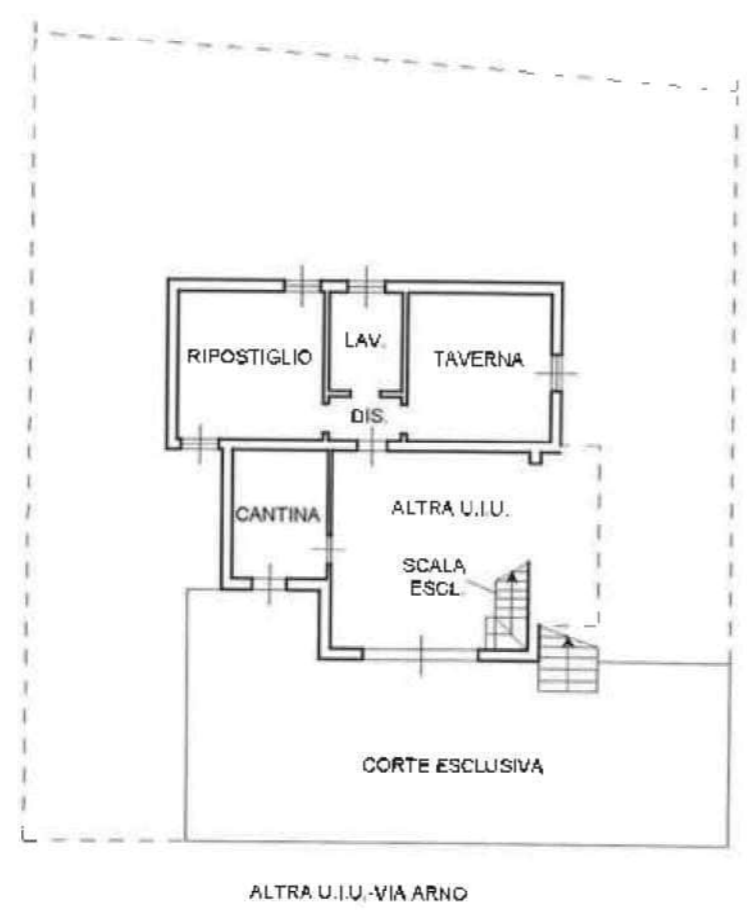 RIPOSTIGLIO
LAV.
TAVERNA
DIS.
CANTINA
ALTRA U.I.U.
SCALA
ESCL.
CORTE ESCLUSIVA
ALTRA U.I.U.-VIA ARNO